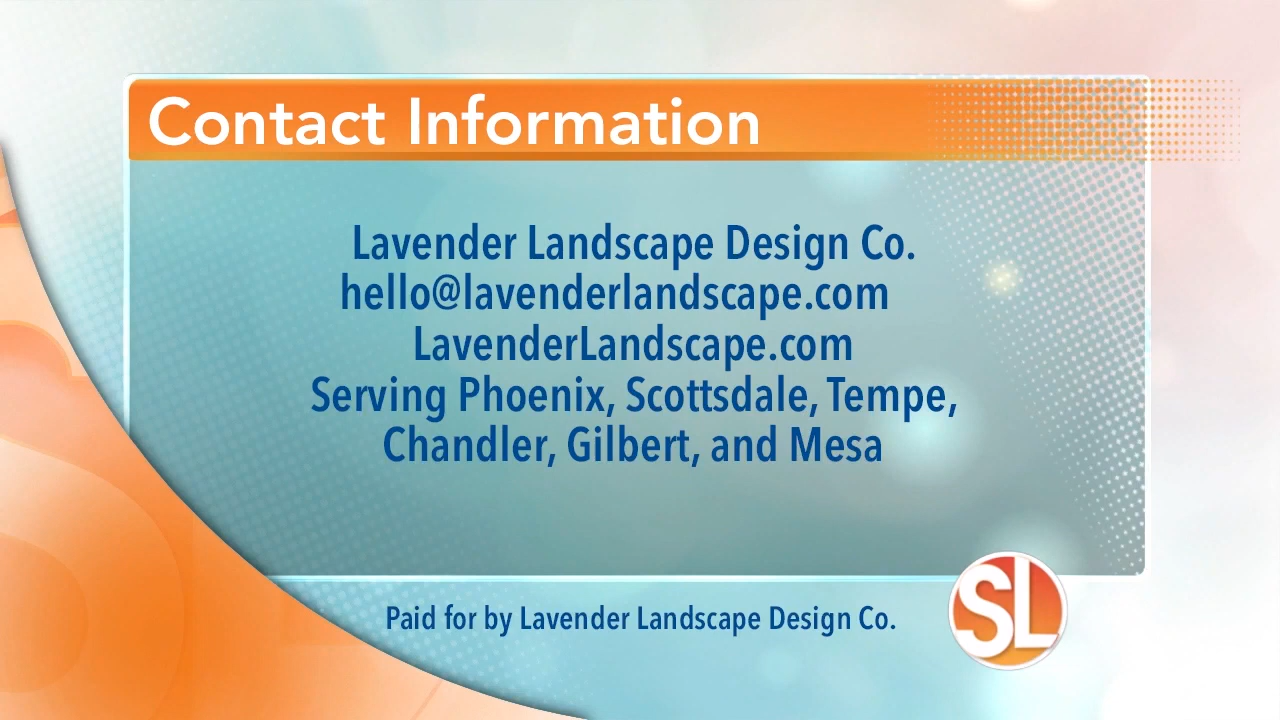 Contact Information
Lavender Landscape Design Co.
hello@lavenderlandscape.com
LavenderLandscape.com
Serving Phoenix, Scottsdale, Tempe,
Chandler, Gilbert, and Mesa
Paid for by Lavender Landscape Design Co.
SL